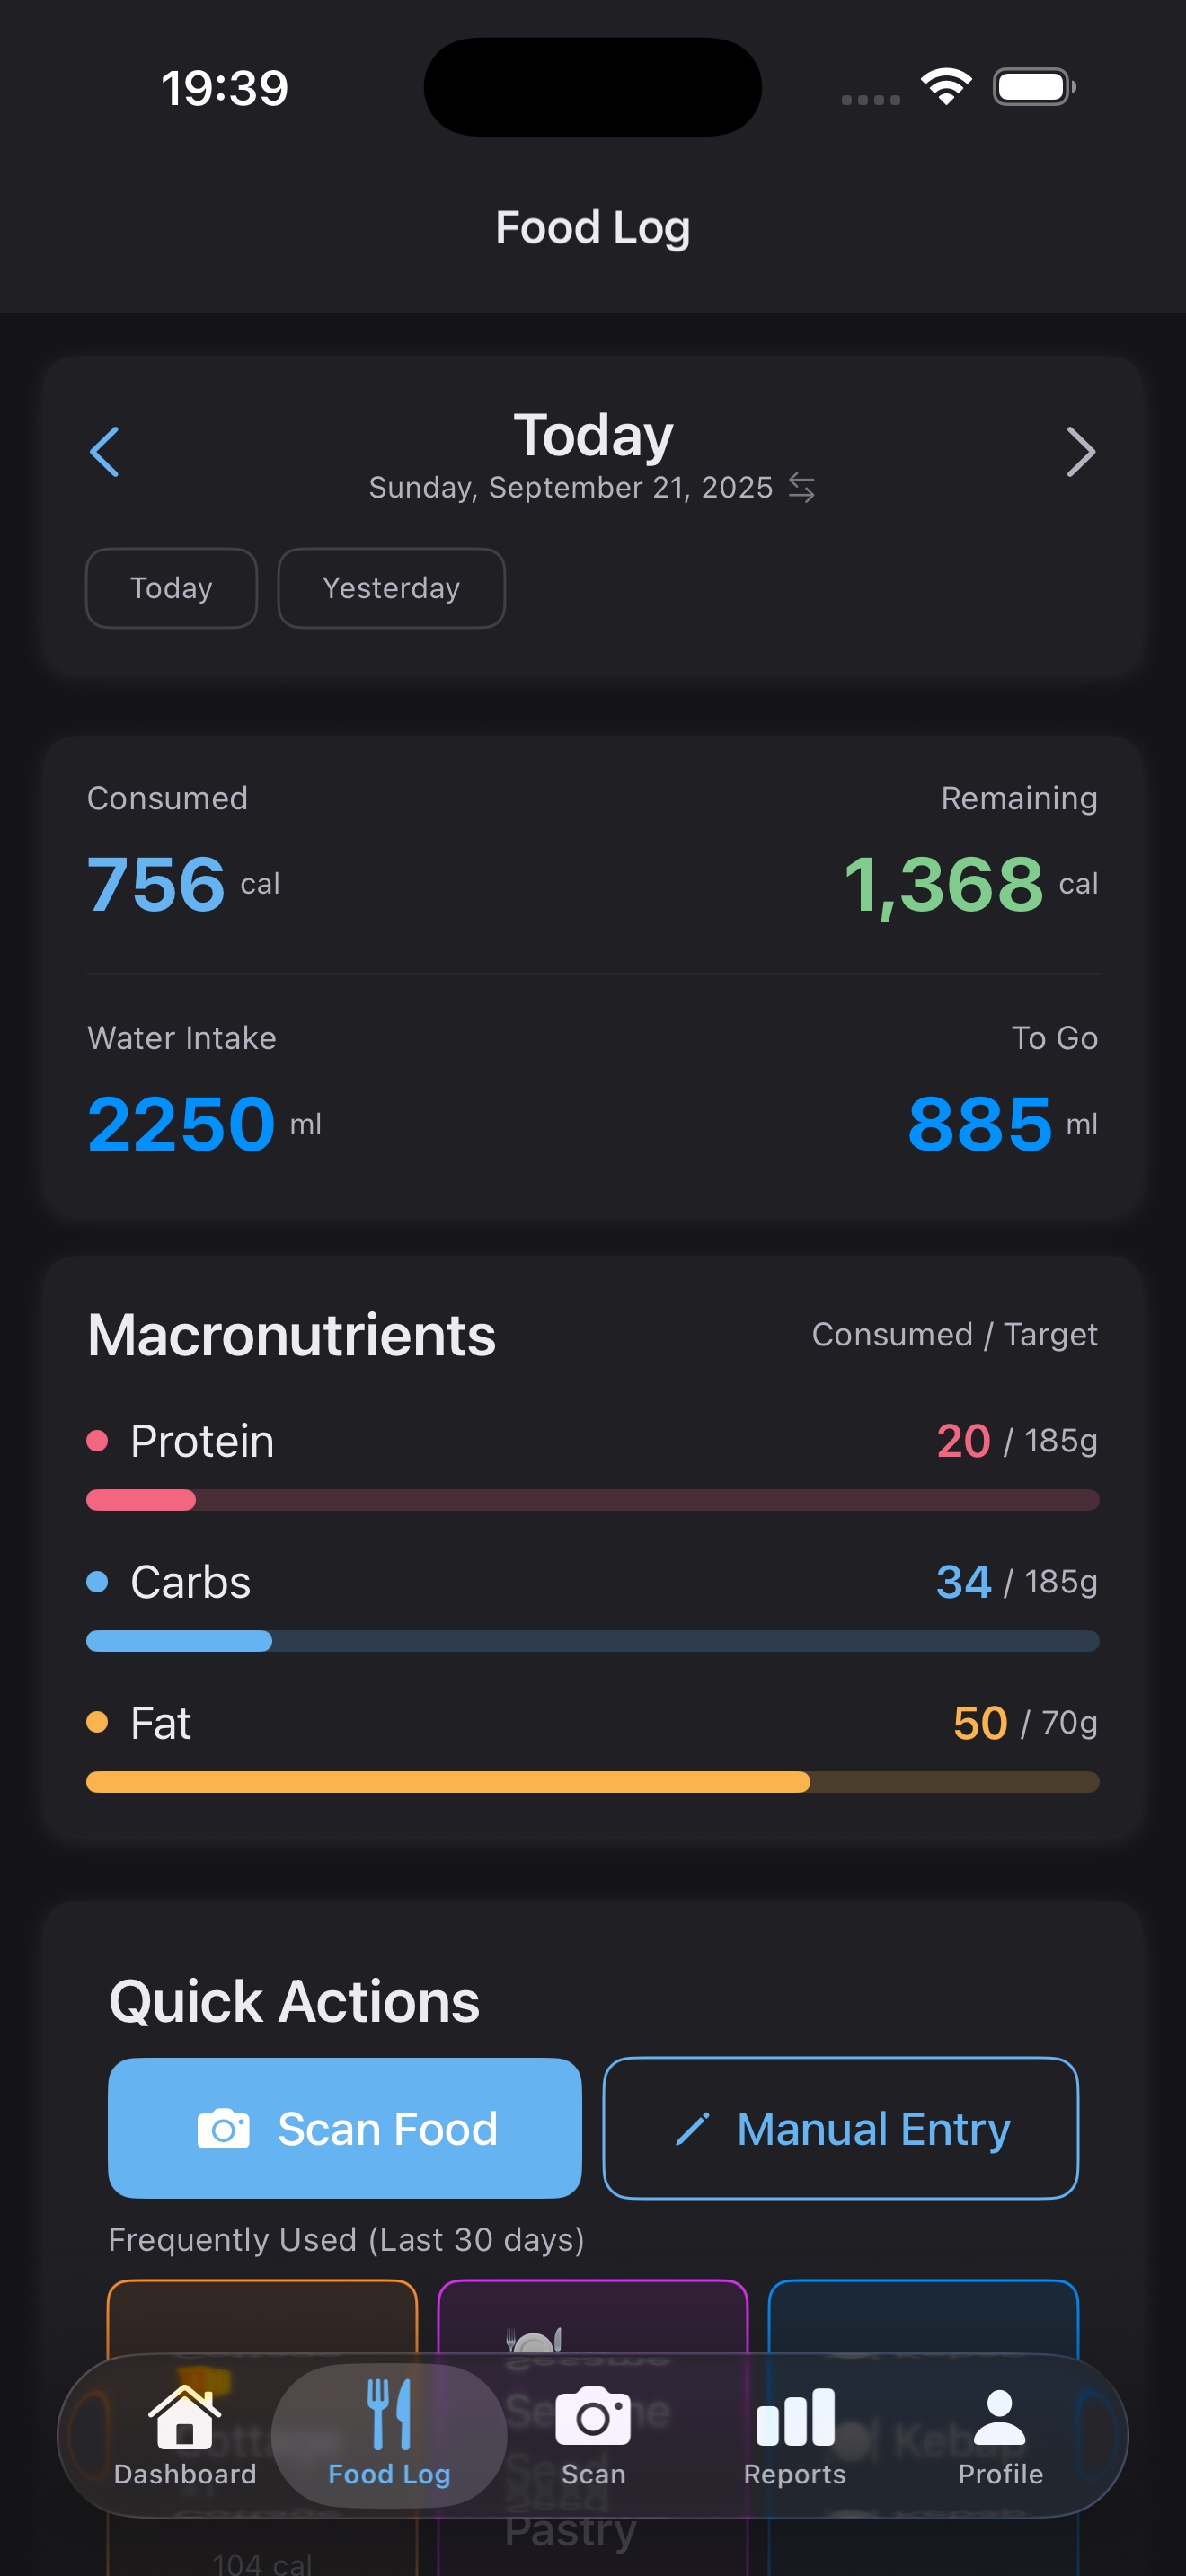 19:39
Food Log
Today
Sunday, September 21, 2025
Today
Yesterday
Consumed
Remaining
756 cal
1,368 cal
Water Intake
To Go
2250 ml
885 ml
Macronutrients
Consumed / Target
Protein
20 / 185g
Carbs
34 / 185g
Fat
50 / 70g
Quick Actions
Scan Food
Manual Entry
Frequently Used (Last 30 days)
Dashboard
Food Log
Scan
Reports
Profile
Pastry
104 cal